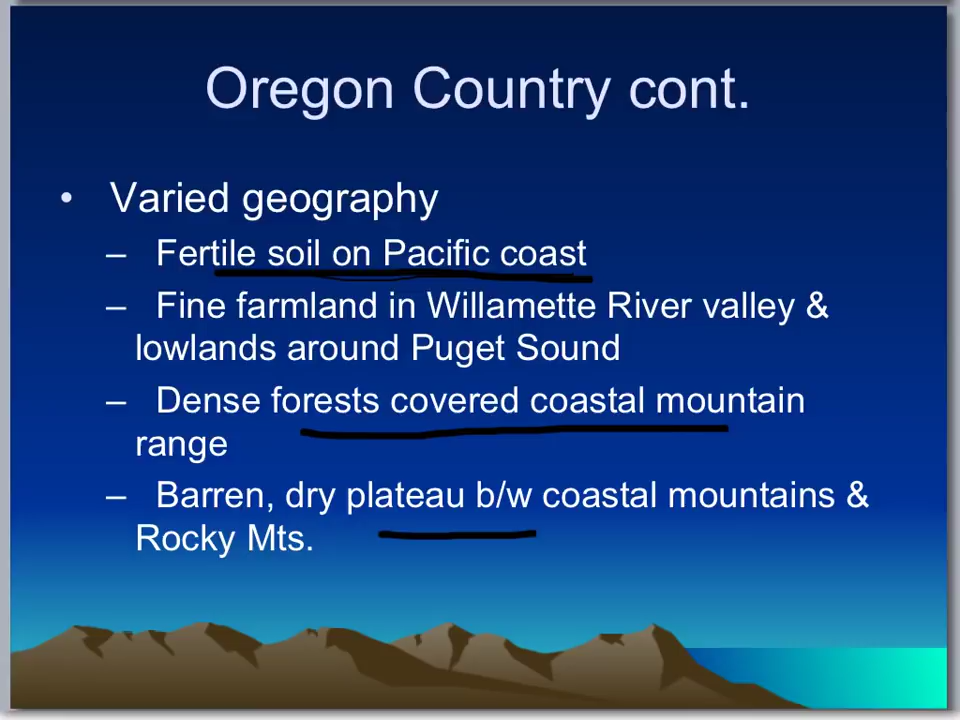 Oregon Country cont.
• Varied geography
– Fertile soil on Pacific coast
– Fine farmland in Willamette River valley &
lowlands around Puget Sound
– Dense forests covered coastal mountain
range
– Barren, dry plateau b/w coastal mountains &
Rocky Mts.